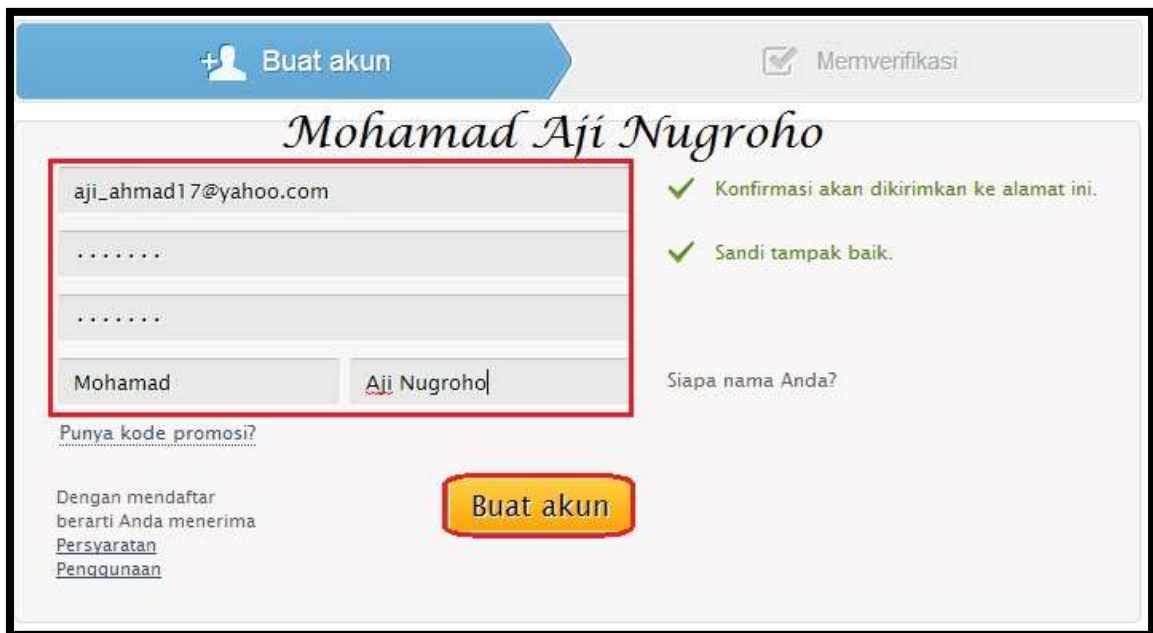 Buat akun
Memverifikasi
Mohamad Aji Nugroho
aji_ahmad17@yahoo.com
Konfirmasi akan dikirimkan ke alamat ini.
.......
Sandi tampak baik.
.......
Mohamad
Aji Nugroho
Siapa nama Anda?
Punya kode promosi?
Dengan mendaftar
berarti Anda menerima
Persyaratan
Penggunaan
Buat akun